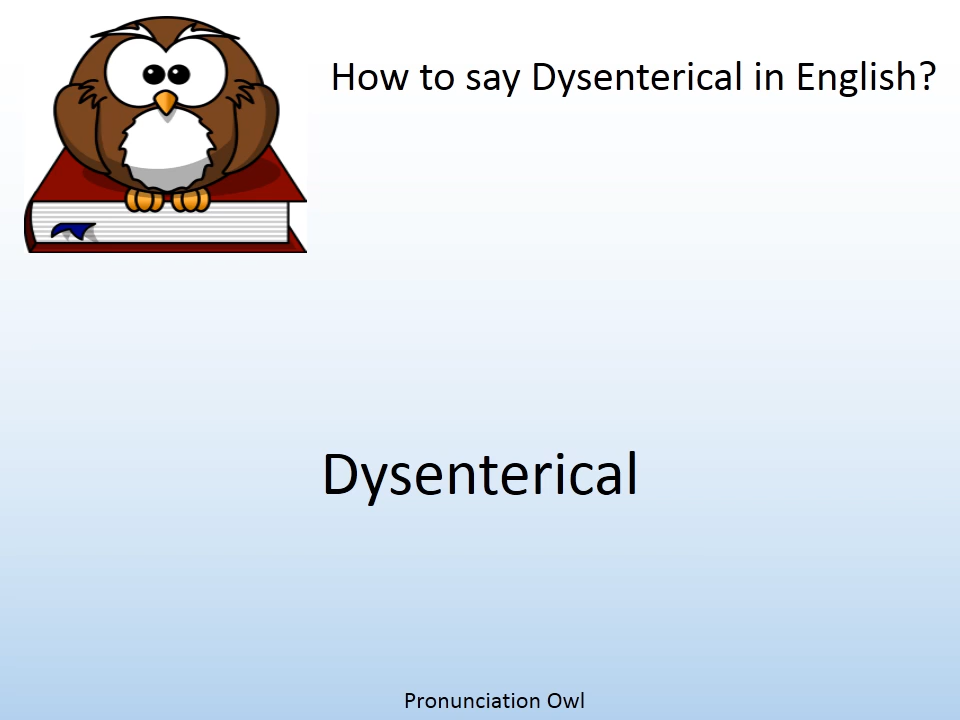 How to say Dysenterical in English?
Dysenterical
Pronunciation Owl